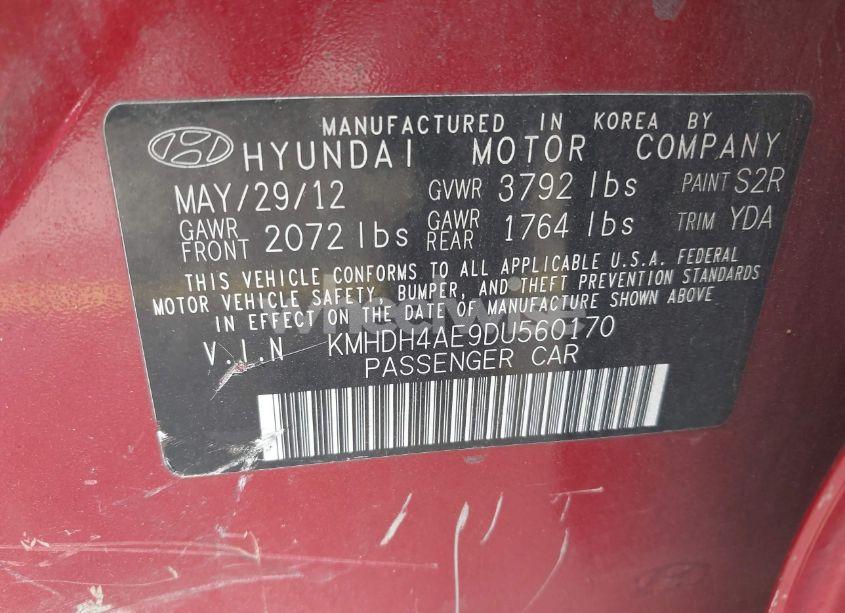 MANUFACTURED IN KOREA BY
HYUNDAI MOTOR COMPANY
MAY/29/12 GVWR 3792 lbs PAINT S2R
GAWR FRONT 2072 lbs GAWR REAR 1764 lbs TRIM YDA
THIS VEHICLE CONFORMS TO ALL APPLICABLE U.S.A. FEDERAL
MOTOR VEHICLE SAFETY, BUMPER, AND THEFT PREVENTION STANDARDS
IN EFFECT ON THE DATE OF MANUFACTURE SHOWN ABOVE
V.I.N KMHDH4AE9DU560170
PASSENGER CAR